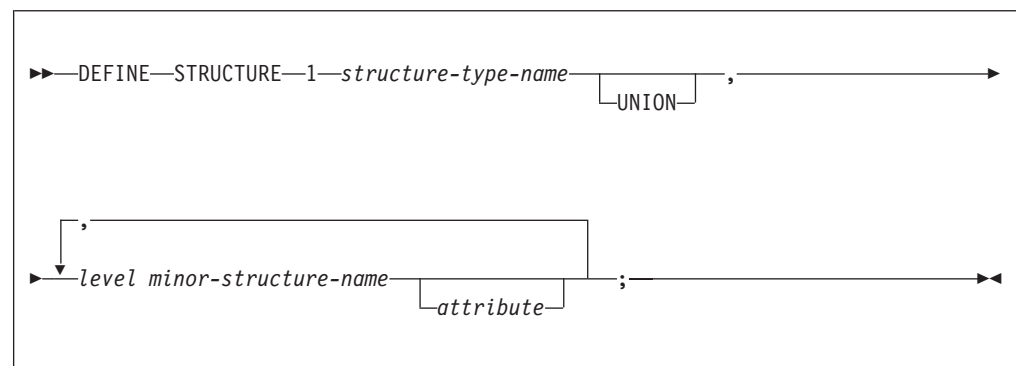 DEFINE STRUCTURE 1 structure-type-name ,
UNION
,
level minor-structure-name ;
attribute